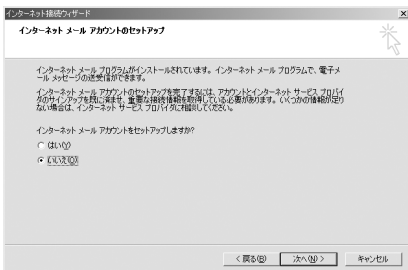 インターネット接続ウィザード
インターネット メール アカウントのセットアップ
インターネット メール プログラムがインストールされています。インターネット メール プログラムで、電子メ
ール メッセージの送受信ができます。
インターネット メール アカウントのセットアップを完了するには、アカウントとインターネット サービス プロバイ
ダのサインアップを既に済ませ、重要な接続情報を取得している必要があります。いくつかの情報が足り
ない場合は、インターネット サービス プロバイダに相談してください。
インターネット メール アカウントをセットアップしますか?
はい(Y)
いいえ(O)
< 戻る(B)
次へ(N) >
キャンセル